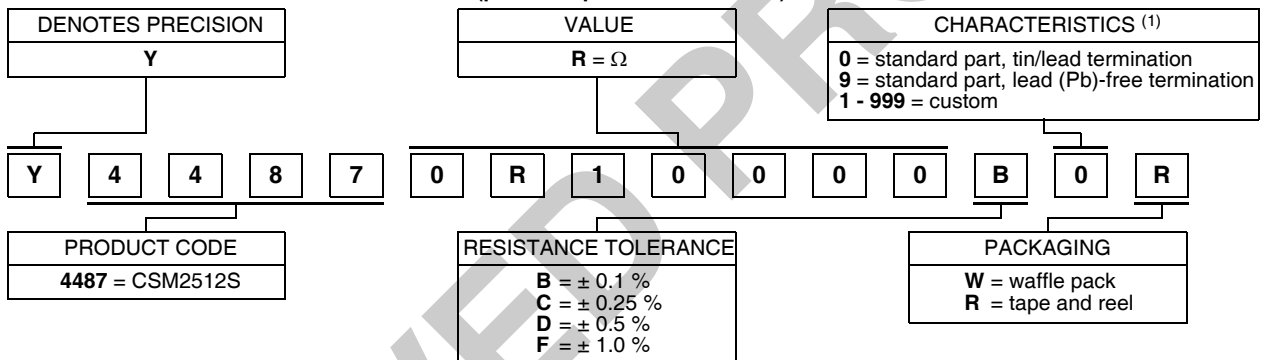 DENOTES PRECISION
Y
VALUE
R = Ω
CHARACTERISTICS (1)
0 = standard part, tin/lead termination
9 = standard part, lead (Pb)-free termination
1 - 999 = custom
Y 4 4 8 7 0 R 1 0 0 0 0 B 0 R
PRODUCT CODE
4487 = CSM2512S
RESISTANCE TOLERANCE
B = ± 0.1 %
C = ± 0.25 %
D = ± 0.5 %
F = ± 1.0 %
PACKAGING
W = waffle pack
R = tape and reel